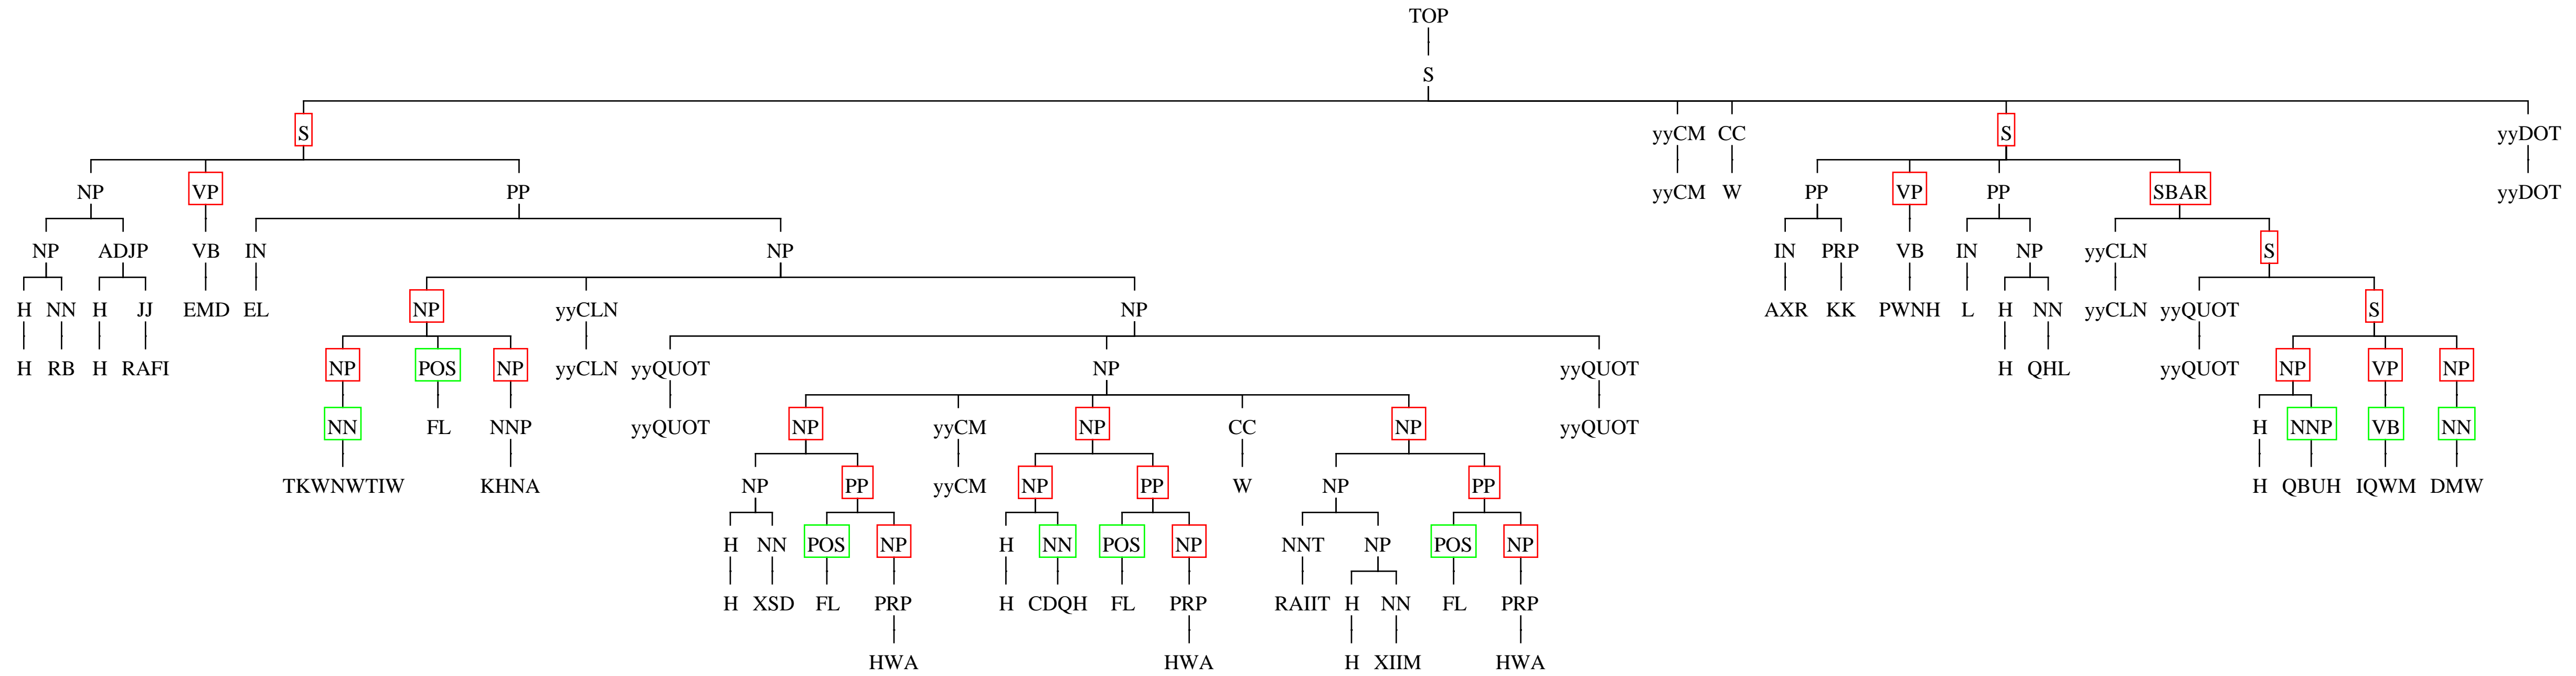 TOP
S
S yyCM CC S yyDOT
NP VP PP yyCM W PP VP PP SBAR yyDOT
NP ADJP VB IN NP IN PRP VB IN NP yyCLN S
H NN H JJ EMD EL NP yyCLN NP AXR KK PWNH L H NN yyCLN yyQUOT S
H RB H RAFI NP POS NP yyCLN yyQUOT NP yyQUOT H QHL yyQUOT NP VP NP
NN FL NNP yyQUOT NP yyCM NP CC NP yyQUOT H NNP VB NN
TKWNWTIW KHNA NP PP yyCM NP PP W NP PP H QBUH IQWM DMW
H NN POS NP H NN POS NP NNT NP POS NP
H XSD FL PRP H CDQH FL PRP RAIIT H NN FL PRP
HWA HWA H XIIM HWA